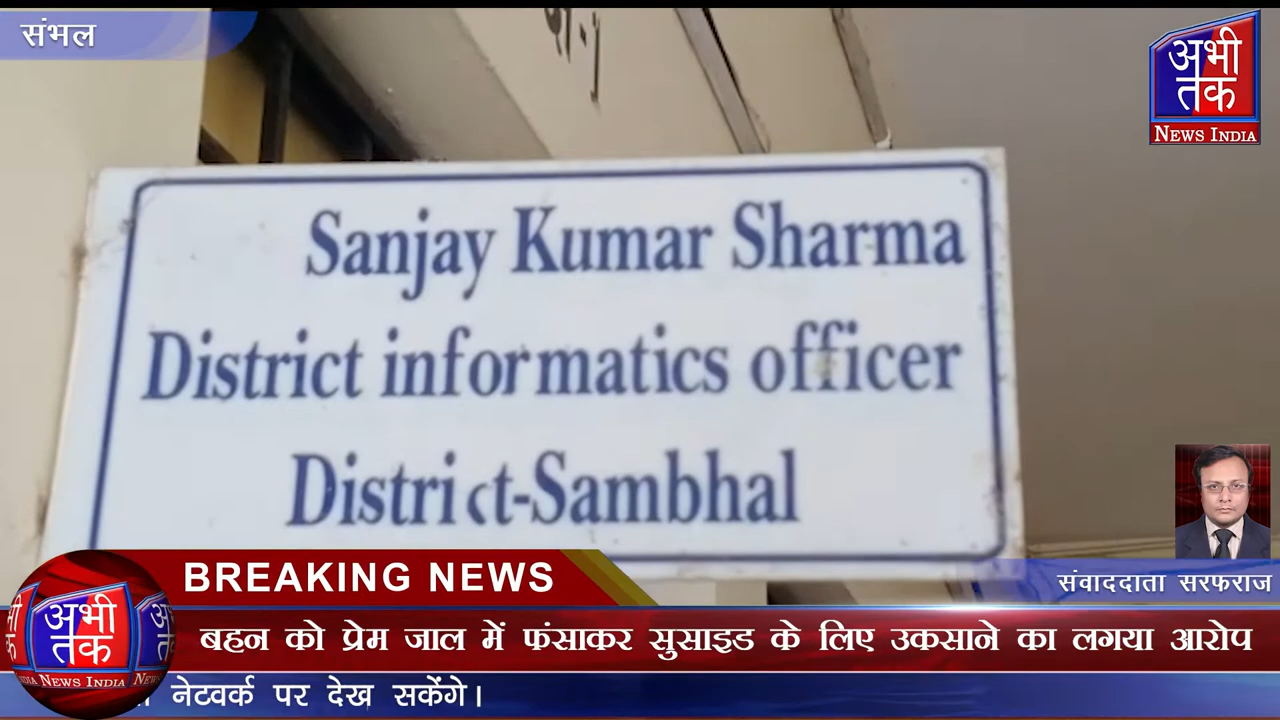 संभल
अभी
तक
NEWS INDIA
Sanjay Kumar Sharma
District informatics officer
District-Sambhal
BREAKING NEWS
संवाददाता सरफराज
अभी
तक
NEWS INDIA
बहन को प्रेम जाल में फंसाकर सुसाइड के लिए उकसाने का लगया आरोप
नेटवर्क पर देख सकेंगे।